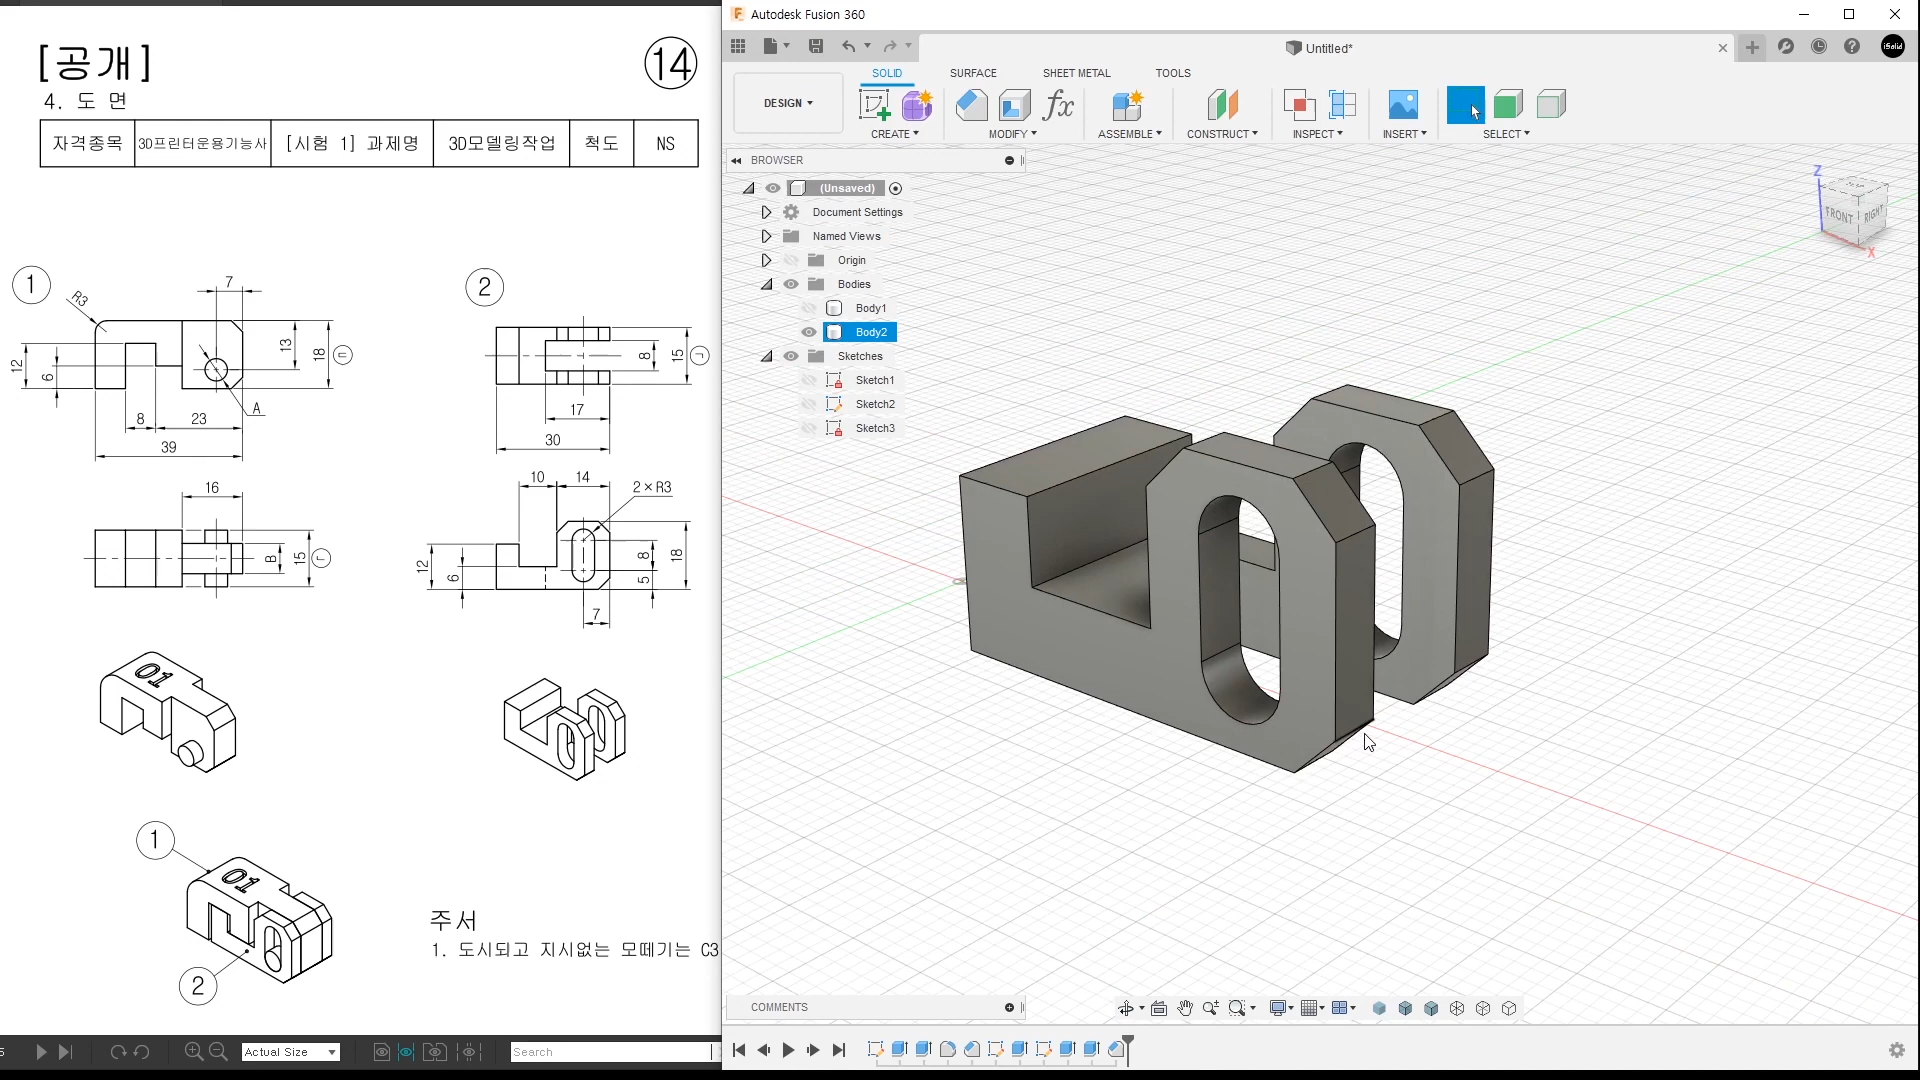 [공개]
14
4. 도 면
자격종목 3D프린터운용기능사 [시험 1] 과제명 3D모델링작업 척도 NS
1
7
R3
12
6
13
18
ㄷ
8
23
A
39
2
8
15
ㄱ
17
30
16
B
15
ㄴ
10
14
2×R3
12
6
8
5
18
7
01
1
01
2
주서
1. 도시되고 지시없는 모떼기는 C3
5
Actual Size
Search
Autodesk Fusion 360
Untitled*
iSolid
SOLID SURFACE SHEET METAL TOOLS
DESIGN
CREATE MODIFY ASSEMBLE CONSTRUCT INSPECT INSERT SELECT
fx
BROWSER
(Unsaved)
Document Settings
Named Views
Origin
Bodies
Body1
Body2
Sketches
Sketch1
Sketch2
Sketch3
Z
FRONT RIGHT
X
COMMENTS